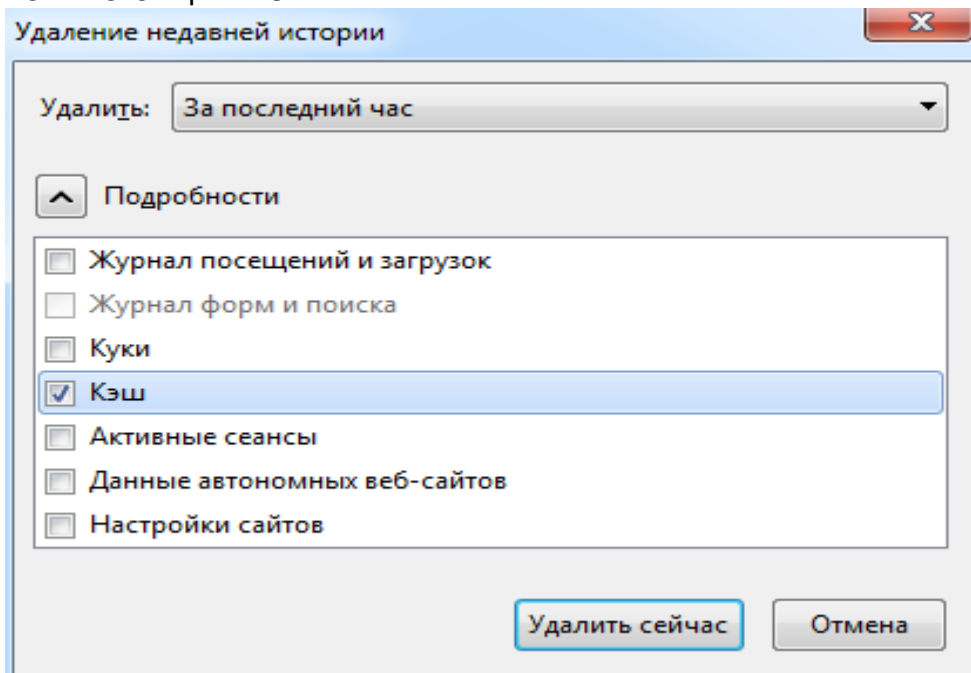 Удаление недавней истории
Удалить: За последний час
Подробности
Журнал посещений и загрузок
Журнал форм и поиска
Куки
Кэш
Активные сеансы
Данные автономных веб-сайтов
Настройки сайтов
Удалить сейчас Отмена